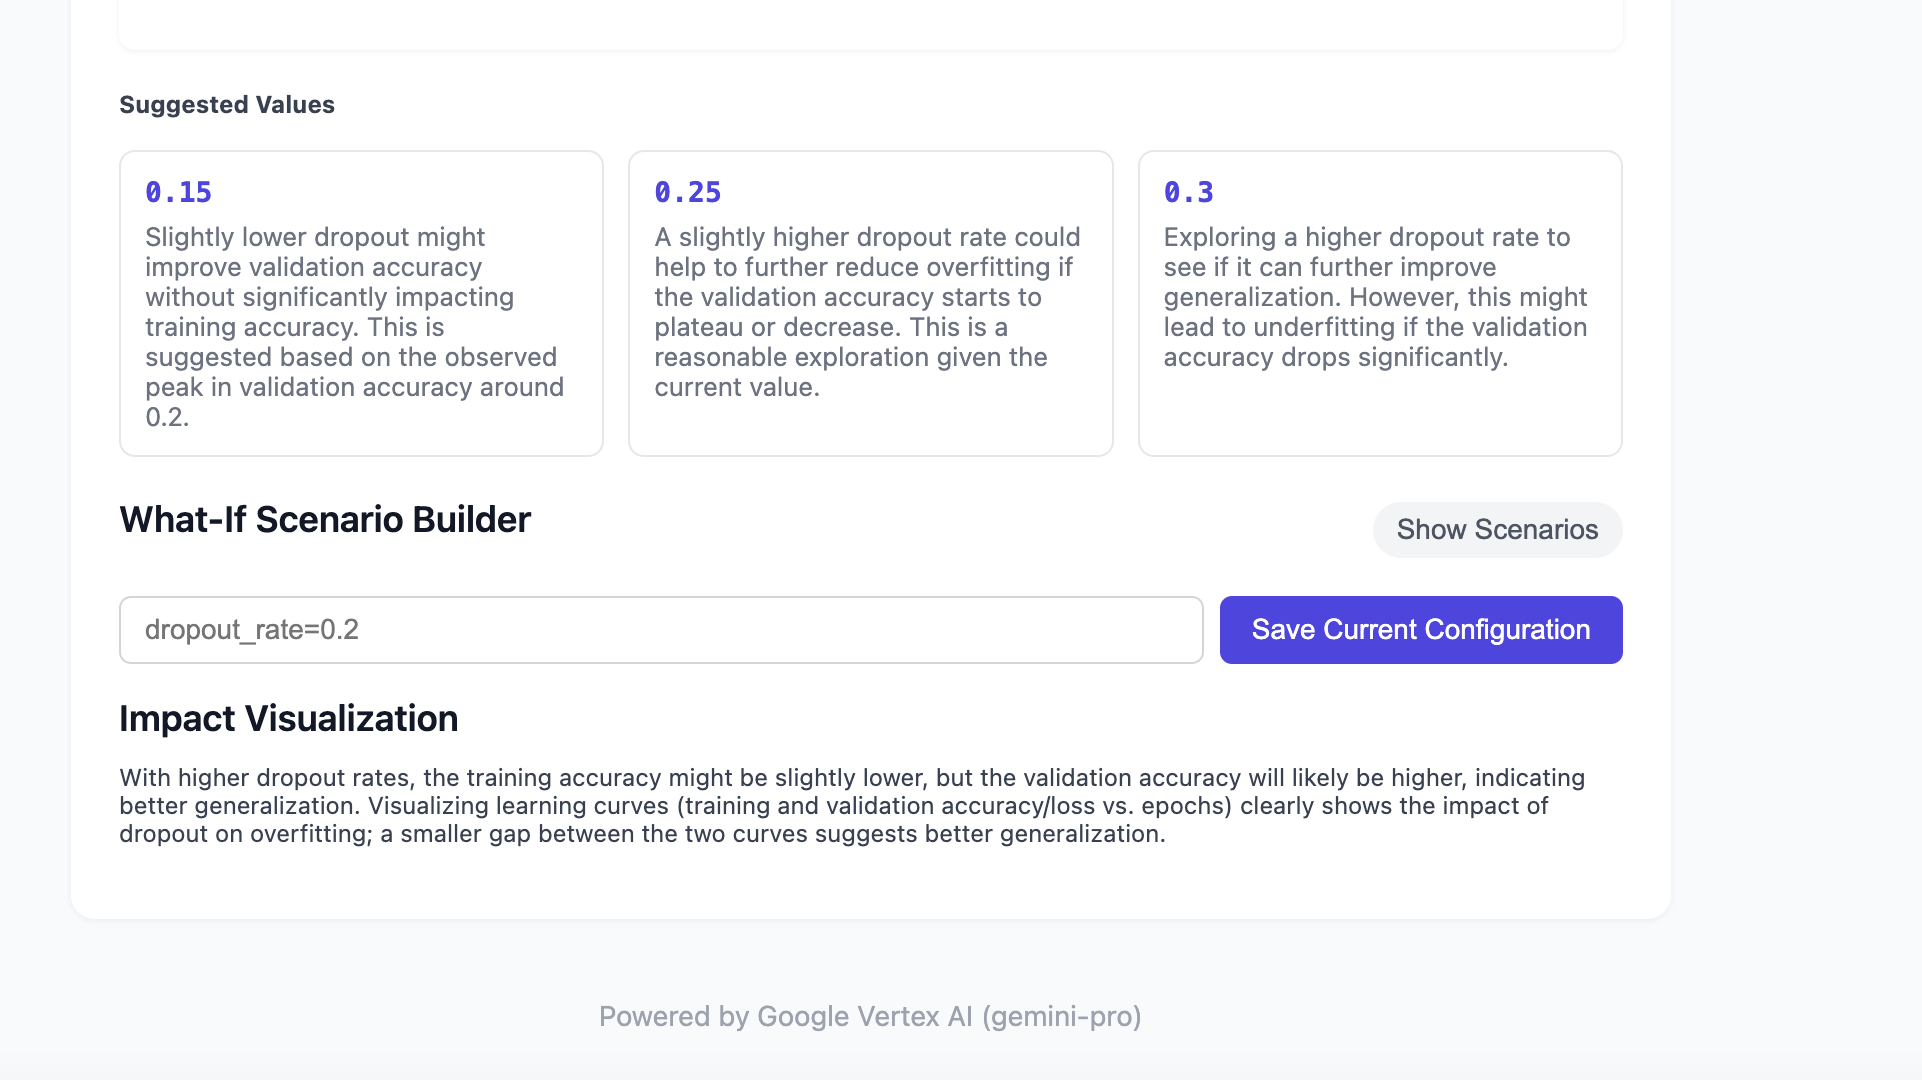 Suggested Values
0.15
Slightly lower dropout might
improve validation accuracy
without significantly impacting
training accuracy. This is
suggested based on the observed
peak in validation accuracy around
0.2.
0.25
A slightly higher dropout rate could
help to further reduce overfitting if
the validation accuracy starts to
plateau or decrease. This is a
reasonable exploration given the
current value.
0.3
Exploring a higher dropout rate to
see if it can further improve
generalization. However, this might
lead to underfitting if the validation
accuracy drops significantly.
What-If Scenario Builder
Show Scenarios
dropout_rate=0.2
Save Current Configuration
Impact Visualization
With higher dropout rates, the training accuracy might be slightly lower, but the validation accuracy will likely be higher, indicating
better generalization. Visualizing learning curves (training and validation accuracy/loss vs. epochs) clearly shows the impact of
dropout on overfitting; a smaller gap between the two curves suggests better generalization.
Powered by Google Vertex AI (gemini-pro)